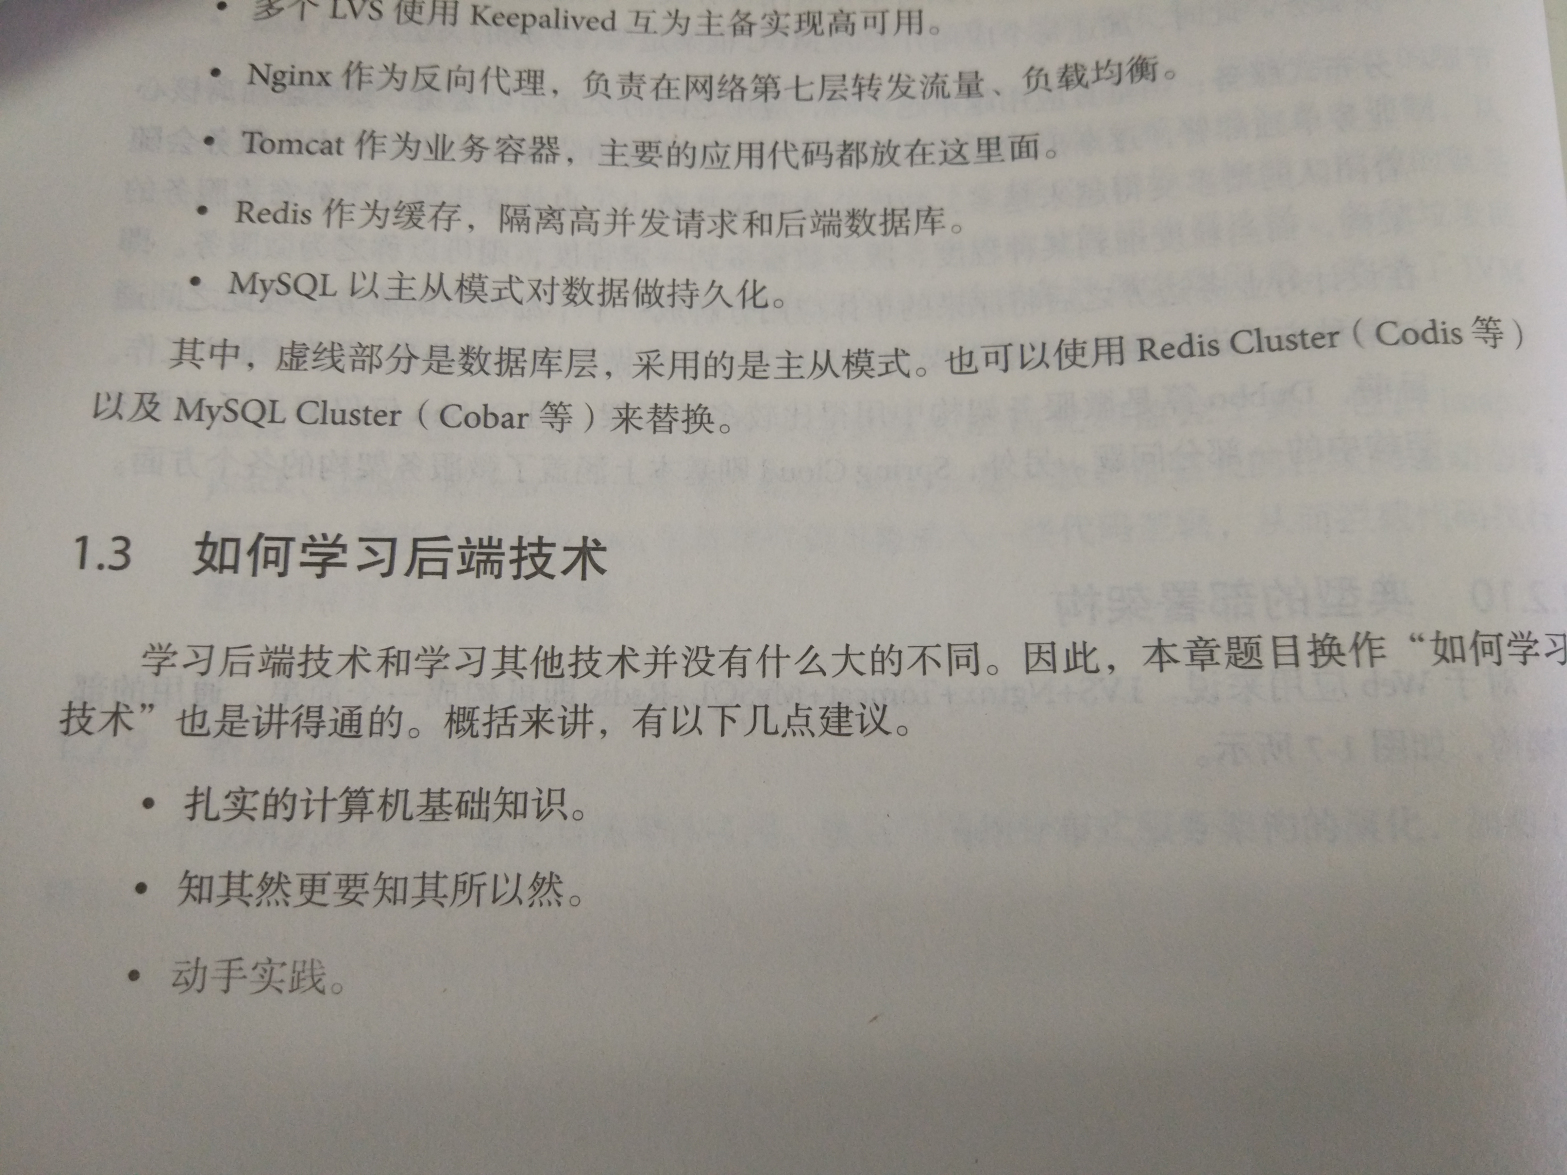 • 多个 LVS 使用 Keepalived 互为主备实现高可用。
• Nginx 作为反向代理，负责在网络第七层转发流量、负载均衡。
• Tomcat 作为业务容器，主要的应用代码都放在这里面。
• Redis 作为缓存，隔离高并发请求和后端数据库。
• MySQL 以主从模式对数据做持久化。
其中，虚线部分是数据库层，采用的是主从模式。也可以使用 Redis Cluster（Codis 等）
以及 MySQL Cluster（Cobar 等）来替换。
1.3 如何学习后端技术
学习后端技术和学习其他技术并没有什么大的不同。因此，本章题目换作“如何学习
技术”也是讲得通的。概括来讲，有以下几点建议。
• 扎实的计算机基础知识。
• 知其然更要知其所以然。
• 动手实践。